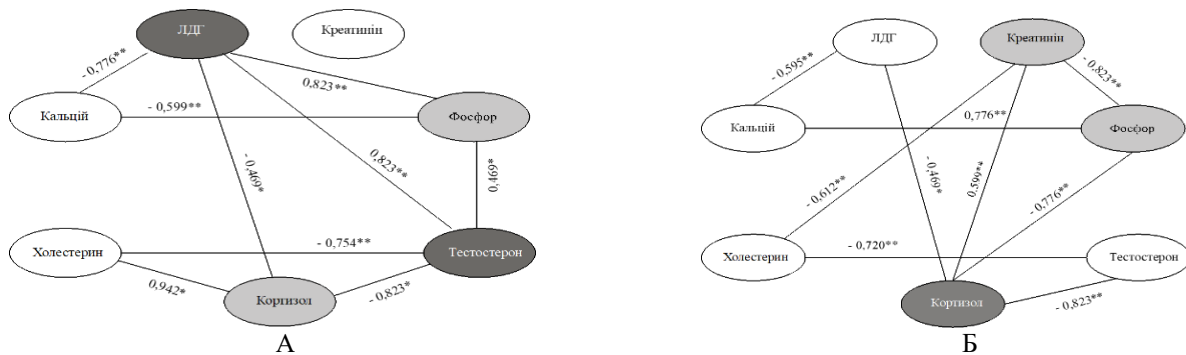 ЛДГ
Креатинін
- 0,776**
0,823**
- 0,599**
Кальцій
Фосфор
0,823**
- 0,469*
0,469*
Холестерин
- 0,754**
Тестостерон
0,942*
Кортизол
- 0,823*
А
ЛДГ
Креатинін
- 0,595**
- 0,823**
Кальцій
0,776**
Фосфор
- 0,612**
- 0,469*
0,599**
- 0,776**
Холестерин
- 0,720**
Тестостерон
Кортизол
- 0,823**
Б